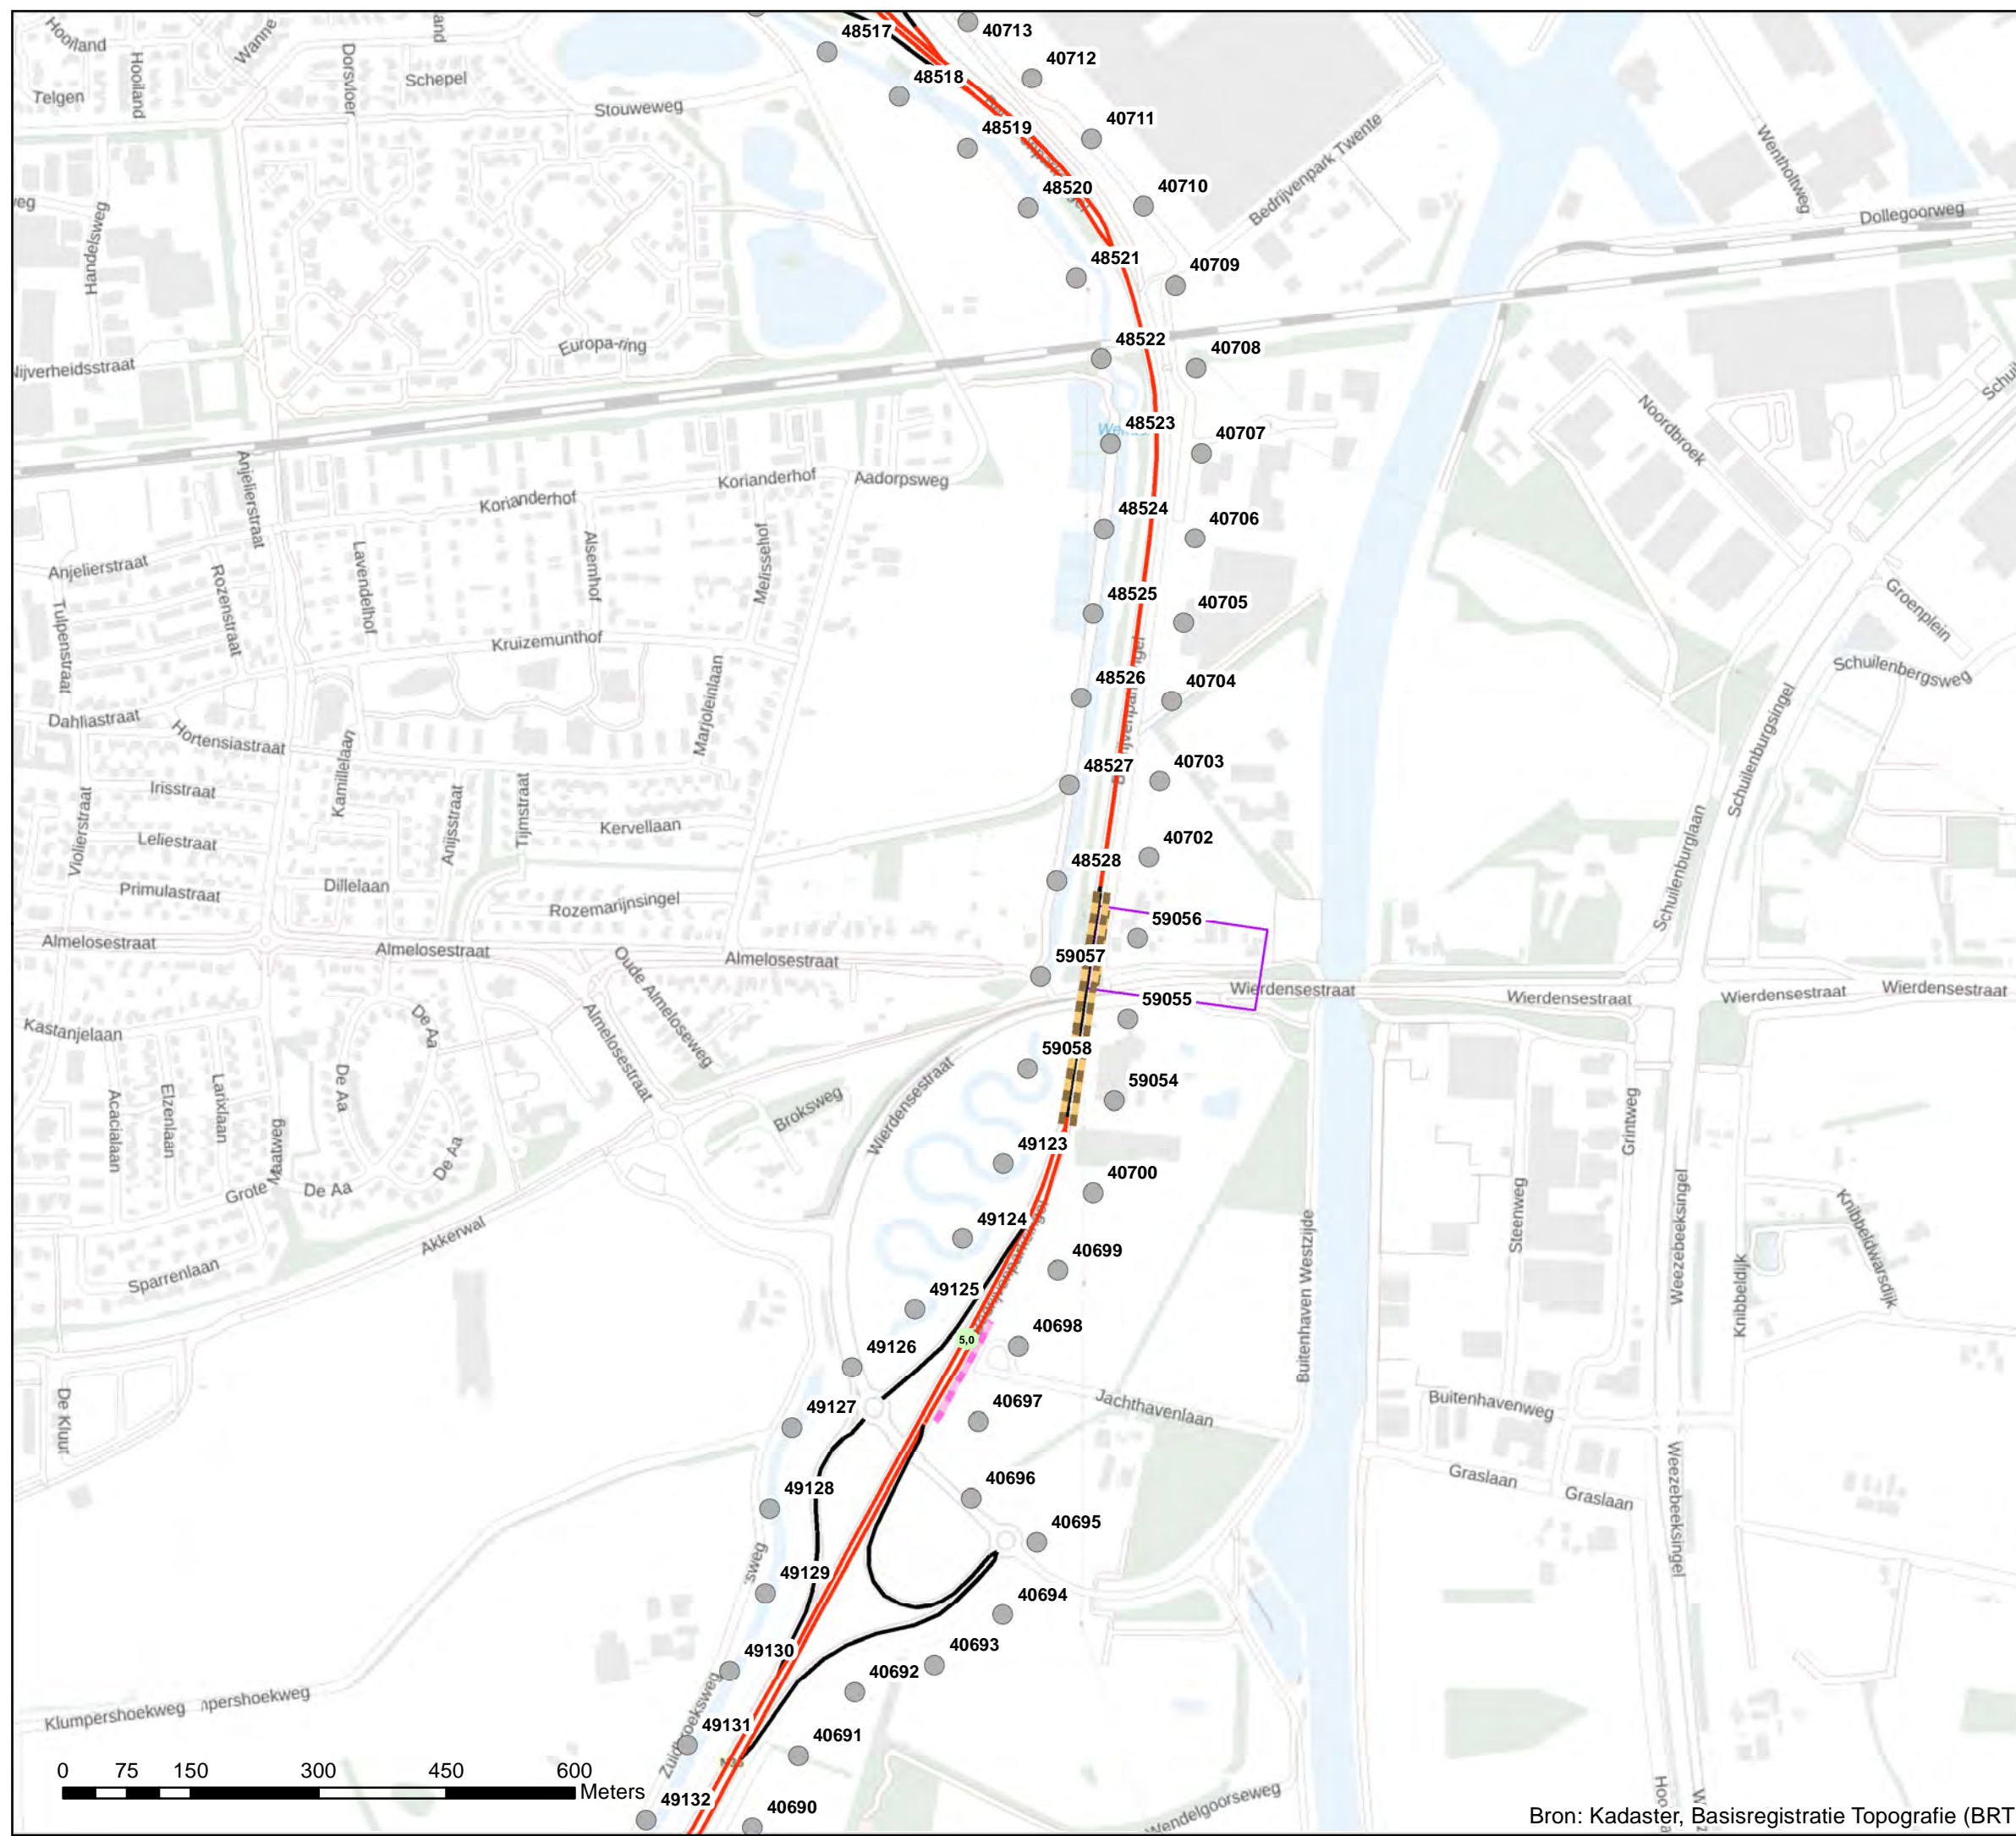 Hooiland
Wanne
48517
40713
40712
Telgen
Hooiland
Dorsvloer
Schepel
48518
Stouweweg
48519
40711
Bedrijvenpark Twente
Wentholtweg
48520
40710
Dollegoorweg
Handelsweg
48521
40709
Europa-ring
48522
40708
Nijverheidsstraat
48523
40707
Noordbroek
Anjelierstraat
Korianderhof
Korianderhof
Aadorpsweg
48524
40706
Anjelierstraat
Rozenstraat
Lavendelhof
Alsemhof
Melissehof
48525
40705
Groenplein
Tulpenstraat
Kruizemunthof
Schuilenbergsweg
48526
40704
Marjoleinlaan
Dahliastraat
Hortensiastraat
Schuilenburgsingel
Kamillelaan
48527
40703
Irisstraat
Violierstraat
Leliestraat
Anijsstraat
Tijmstraat
Kervellaan
48528
40702
Schuilenburglaan
Primulastraat
Dillelaan
Rozemarijnsingel
59056
Almelosestraat
Almelosestraat
Almelosestraat
59057
Oude Almeloseweg
59055
Wierdensestraat
Wierdensestraat
Wierdensestraat
Wierdensestraat
Kastanjelaan
De Aa
Almelosestraat
59058
Wierdensestraat
59054
De Aa
Acacialaan
Elzenlaan
Larixlaan
Maatweg
Broksweg
Grintweg
49123
De Aa
Grote
De Aa
40700
Akkerwal
49124
Steenweg
Weezebeeksingel
Knibbeldwarsdijk
Sparrenlaan
40699
Buitenhaven Westzijde
Knibbeldijk
49125
5,0
40698
49126
De Kluur
49127
40697
Jachthavenlaan
Buitenhavenweg
49128
40696
Graslaan
Graslaan
Weezebeeksingel
40695
49129
40694
49130
40693
40692
Klumpershoekweg
49131
40691
Zuidbroeksweg
N36
0 75 150 300 450 600
Meters
49132
40690
Wendelgoorseweg
Bron: Kadaster, Basisregistratie Topografie (BRT